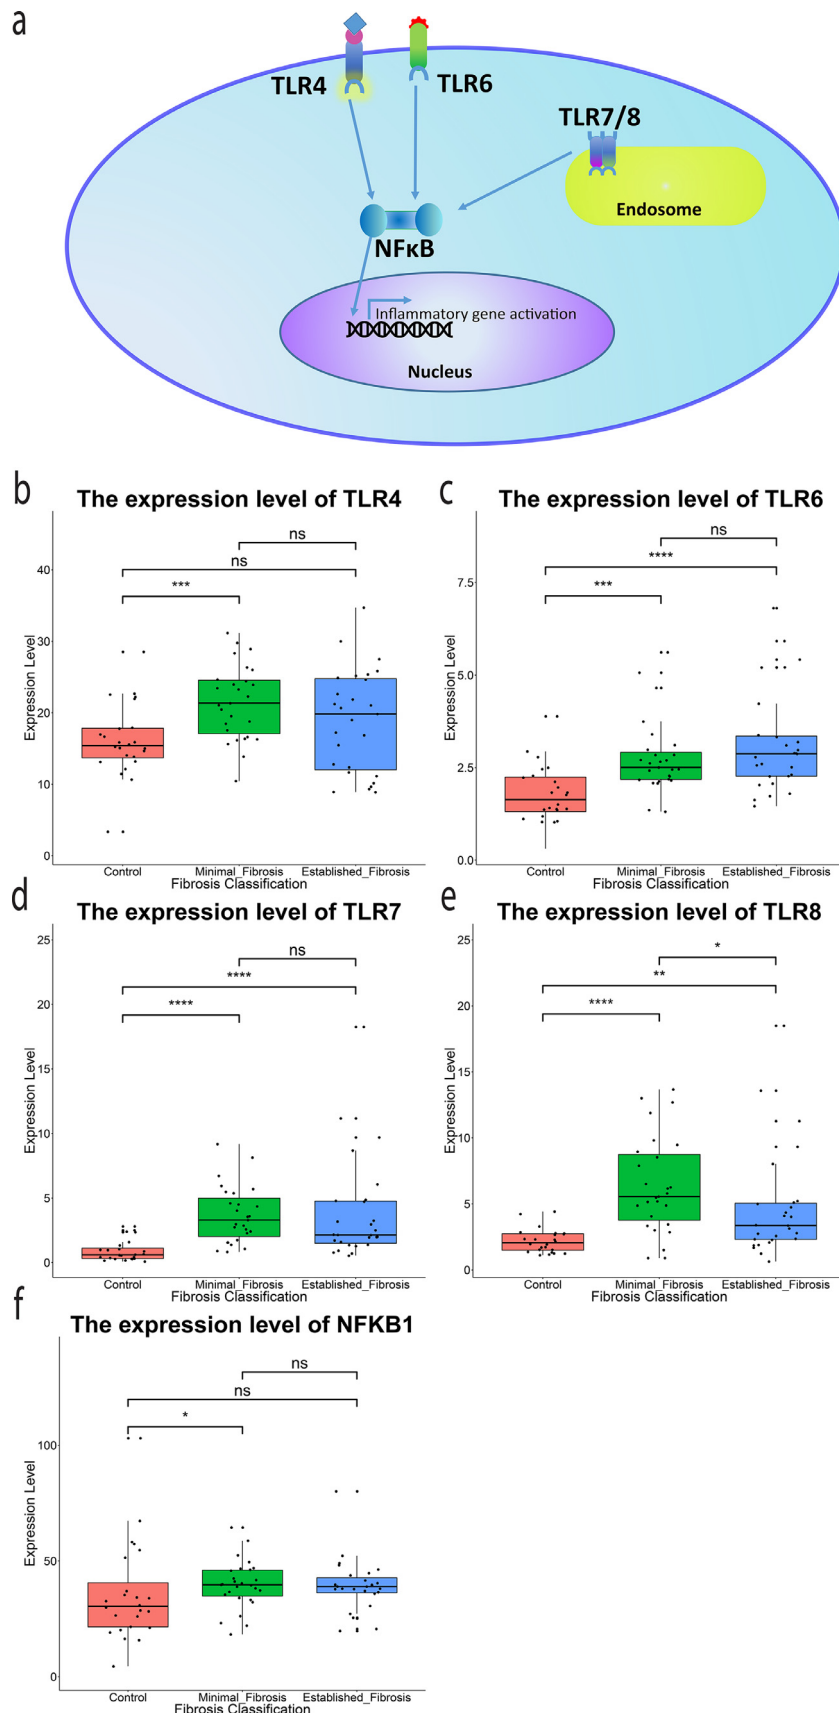 a
TLR4
TLR6
TLR7/8
Endosome
NFκB
Inflammatory gene activation
Nucleus
b
The expression level of TLR4
ns
ns
***
40
30
20
10
0
Expression Level
Control Minimal_Fibrosis Established_Fibrosis
Fibrosis Classification
c
The expression level of TLR6
ns
****
***
7.5
5.0
2.5
0.0
Expression Level
Control Minimal_Fibrosis Established_Fibrosis
Fibrosis Classification
d
The expression level of TLR7
ns
****
****
25
20
15
10
5
0
Expression Level
Control Minimal_Fibrosis Established_Fibrosis
Fibrosis Classification
e
The expression level of TLR8
*
**
****
25
20
15
10
5
0
Expression Level
Control Minimal_Fibrosis Established_Fibrosis
Fibrosis Classification
f
The expression level of NFKB1
ns
ns
*
100
50
0
Expression Level
Control Minimal_Fibrosis Established_Fibrosis
Fibrosis Classification